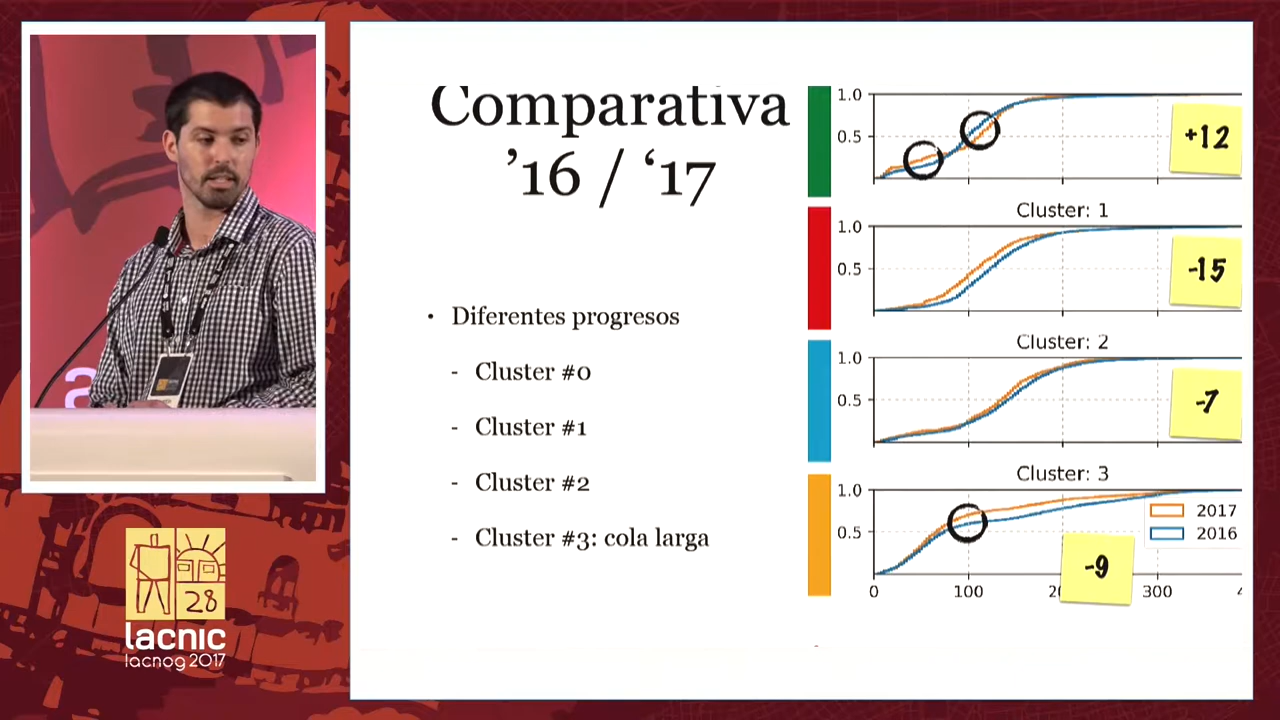 Comparativa
’16 / ‘17
• Diferentes progresos
- Cluster #0
- Cluster #1
- Cluster #2
- Cluster #3: cola larga
1.0
0.5
+12
Cluster: 1
1.0
0.5
-15
Cluster: 2
1.0
0.5
-7
Cluster: 3
1.0
0.5
2017
2016
-9
0 100 300
a
28
lacnic
lacnog 2017